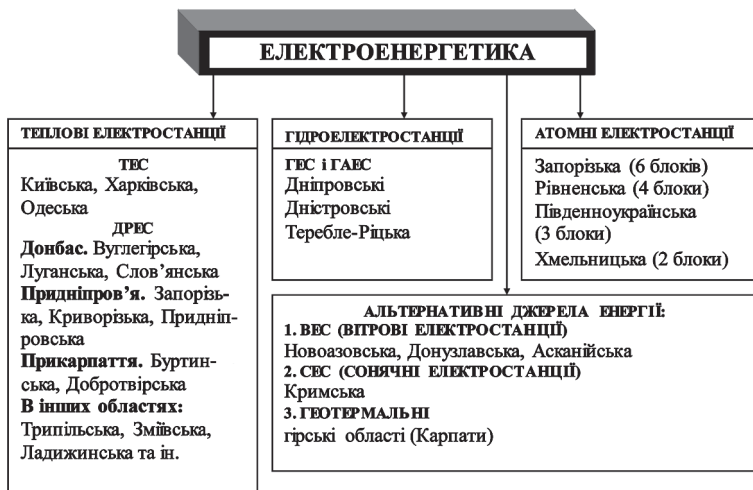 ЕЛЕКТРОЕНЕРГЕТИКА
ТЕПЛОВІ ЕЛЕКТРОСТАНЦІЇ
ТЕС
Київська, Харківська,
Одеська
ДРЕС
Донбас. Вуглегірська,
Луганська, Слов’янська
Придніпров’я. Запорізь-
ка, Криворізька, Придніп-
ровська
Прикарпаття. Буртин-
ська, Добротвірська
В інших областях:
Трипільська, Зміївська,
Ладижинська та ін.
ГІДРОЕЛЕКТРОСТАНЦІЇ
ГЕС і ГАЕС
Дніпровські
Дністровські
Теребле-Ріцька
АТОМНІ ЕЛЕКТРОСТАНЦІЇ
Запорізька (6 блоків)
Рівненська (4 блоки)
Південноукраїнська
(3 блоки)
Хмельницька (2 блоки)
АЛЬТЕРНАТИВНІ ДЖЕРЕЛА ЕНЕРГІЇ:
1. ВЕС (ВІТРОВІ ЕЛЕКТРОСТАНЦІЇ)
Новоазовська, Донузлавська, Асканійська
2. СЕС (СОНЯЧНІ ЕЛЕКТРОСТАНЦІЇ)
Кримська
3. ГЕОТЕРМАЛЬНІ
гірські області (Карпати)